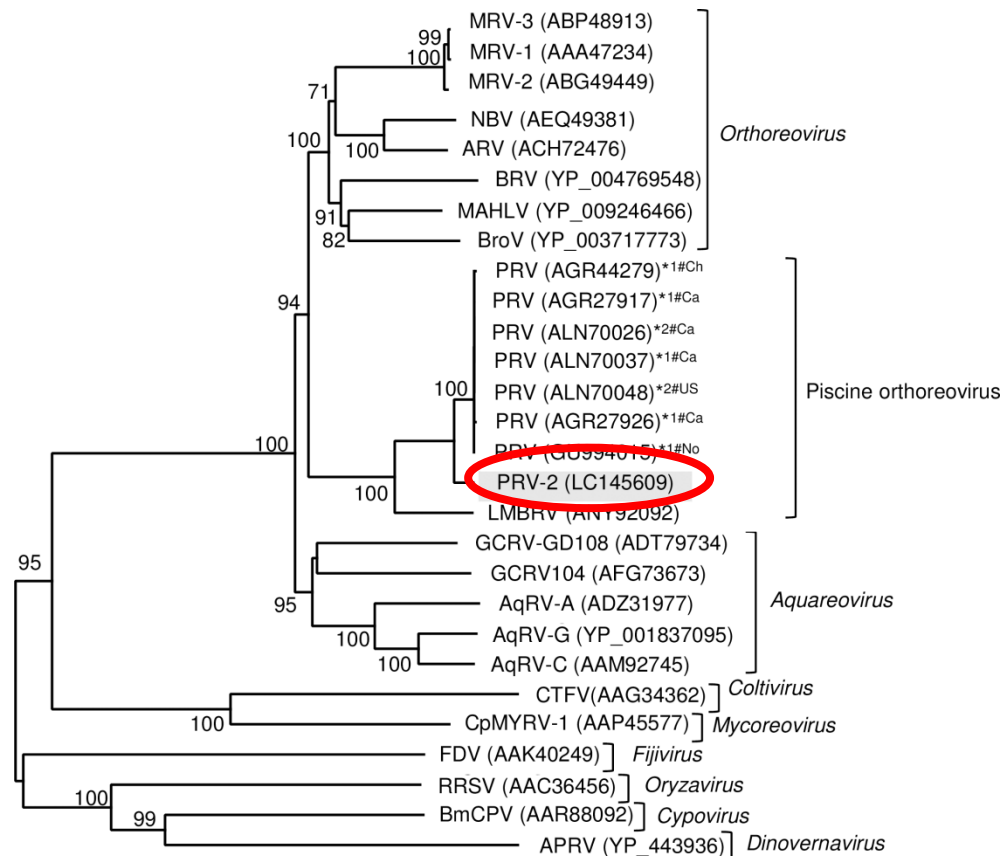 MRV-3 (ABP48913)
99
MRV-1 (AAA47234)
100
MRV-2 (ABG49449)
71
NBV (AEQ49381)
Orthoreovirus
100
100
ARV (ACH72476)
BRV (YP_004769548)
91
MAHLV (YP_009246466)
82
BroV (YP_003717773)
PRV (AGR44279)*1#Ch
94
PRV (AGR27917)*1#Ca
PRV (ALN70026)*2#Ca
PRV (ALN70037)*1#Ca
100
PRV (ALN70048)*2#US
Piscine orthoreovirus
PRV (AGR27926)*1#Ca
100
PRV (GU994015)*1#No
PRV-2 (LC145609)
100
LMBRV (ANY92092)
GCRV-GD108 (ADT79734)
95
GCRV104 (AFG73673)
95
AqRV-A (ADZ31977)
Aquareovirus
100
AqRV-G (YP_001837095)
100
AqRV-C (AAM92745)
CTFV(AAG34362)
Coltivirus
100
CpMYRV-1 (AAP45577)
Mycoreovirus
FDV (AAK40249)
Fijivirus
RRSV (AAC36456)
Oryzavirus
100
BmCPV (AAR88092)
Cypovirus
99
APRV (YP_443936)
Dinovernavirus